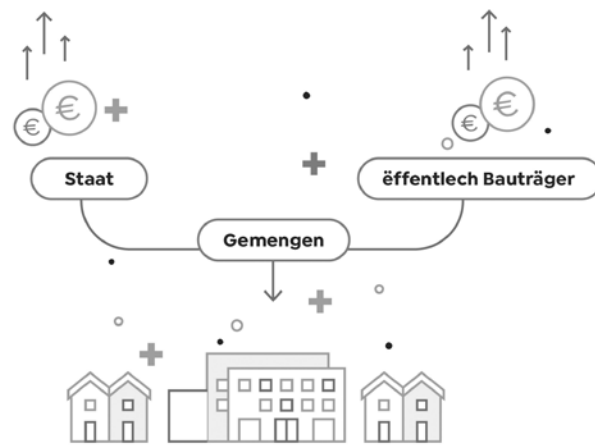 €
€
€
€
Staat
ëffentlech Bauträger
Gemengen